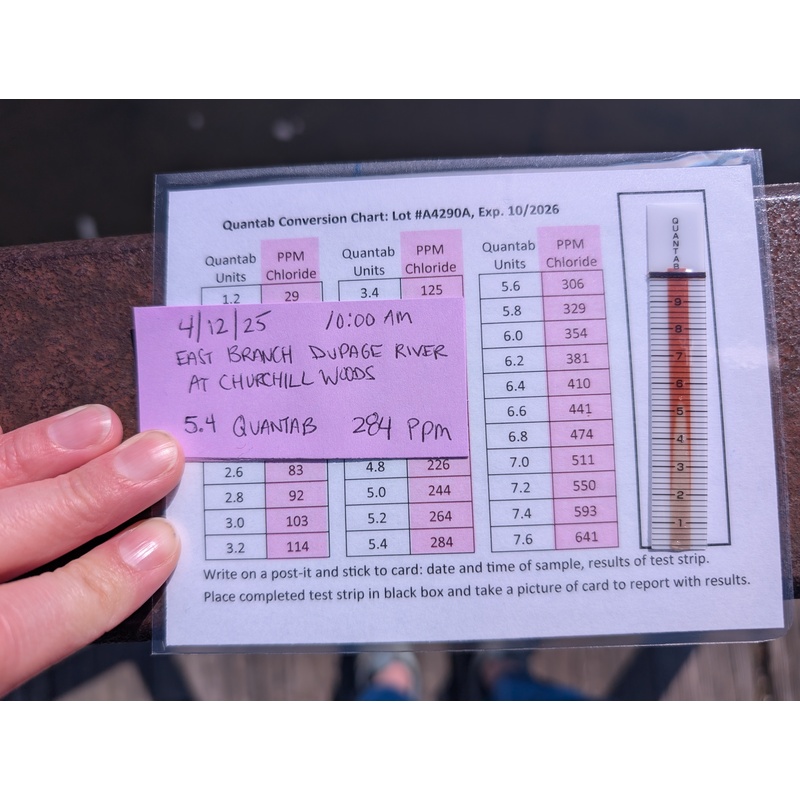 Quantab Conversion Chart: Lot #A4290A, Exp. 10/2026
Quantab Units PPM Chloride
1.2 29
2.6 83
2.8 92
3.0 103
3.2 114
Quantab Units PPM Chloride
3.4 125
4.8 226
5.0 244
5.2 264
5.4 284
Quantab Units PPM Chloride
5.6 306
5.8 329
6.0 354
6.2 381
6.4 410
6.6 441
6.8 474
7.0 511
7.2 550
7.4 593
7.6 641
4/12/25 10:00 AM
EAST BRANCH DUPAGE RIVER
AT CHURCHILL WOODS
5.4 QUANTAB 284 PPM
QUANTAB
9
8
7
6
5
4
3
2
1
Write on a post-it and stick to card: date and time of sample, results of test strip.
Place completed test strip in black box and take a picture of card to report with results.